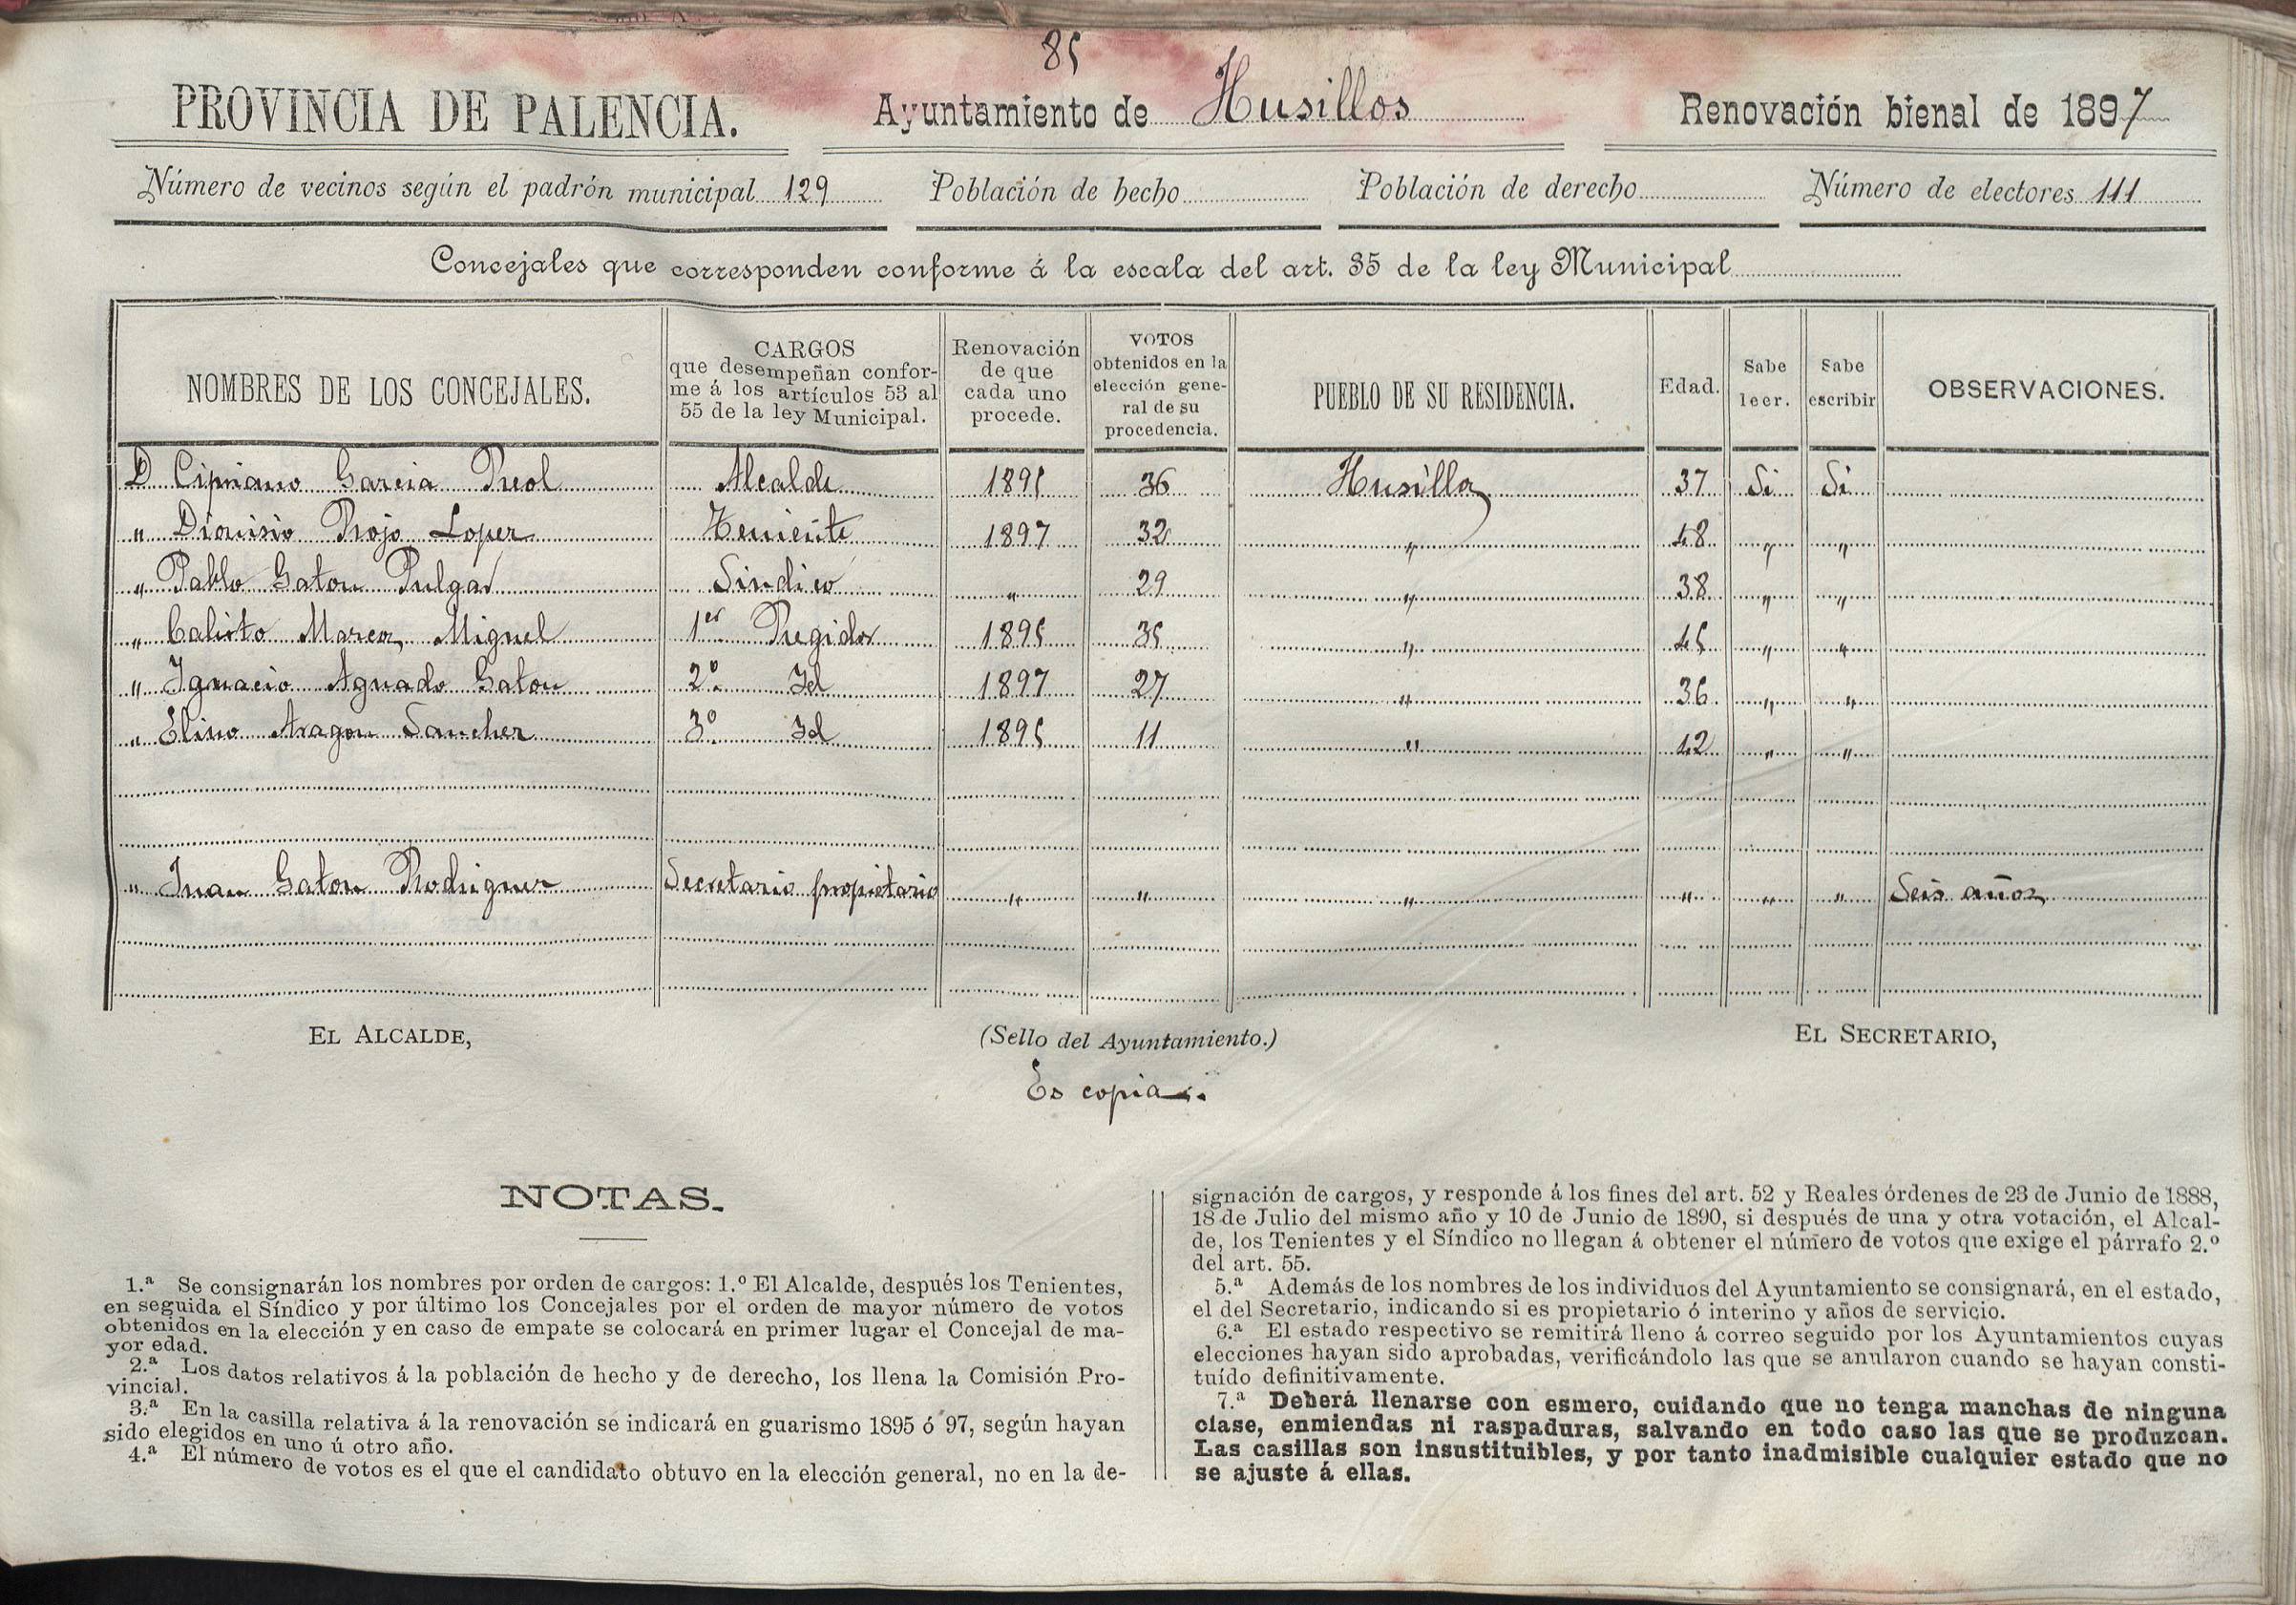 85
PROVINCIA DE PALENCIA. Ayuntamiento de Husillos Renovación bienal de 1897
Número de vecinos según el padrón municipal 129 Población de hecho Población de derecho Número de electores 111
Concejales que corresponden conforme á la escala del art. 35 de la ley Municipal
NOMBRES DE LOS CONCEJALES.
CARGOS
que desempeñan confor-
me á los artículos 53 al
55 de la ley Municipal.
Renovación
de que
cada uno
procede.
VOTOS
obtenidos en la
elección gene-
ral de su
procedencia.
PUEBLO DE SU RESIDENCIA.
Edad.
Sabe
leer.
Sabe
escribir
OBSERVACIONES.
D Cipriano Garcia Alcalde 1895 36 Husillos 37 Si Si
" Dionisio Rojo Lopez Teniente 1897 32 " 48 " "
" Pablo Gaton Pulgar Sindico " 29 " 38 " "
" Calisto Marcos Miguel 1er Regidor 1895 35 " 45 " "
" Ignacio Aguado Gaton 2º Id 1897 27 " 36 " "
" Elino Aragon Sanchez 3º Id 1895 11 " 42 " "
" Juan Gaton Rodriguez Secretario propietario " " " " " " Seis años
EL ALCALDE, (Sello del Ayuntamiento.) EL SECRETARIO,
Es copia.
NOTAS.
1.ª Se consignarán los nombres por orden de cargos: 1.º El Alcalde, después los Tenientes,
en seguida el Síndico y por último los Concejales por el orden de mayor número de votos
obtenidos en la elección y en caso de empate se colocará en primer lugar el Concejal de ma-
yor edad.
2.ª Los datos relativos á la población de hecho y de derecho, los llena la Comisión Pro-
vincial.
3.ª En la casilla relativa á la renovación se indicará en guarismo 1895 ó 97, según hayan
sido elegidos en uno ú otro año.
4.ª El número de votos es el que el candidato obtuvo en la elección general, no en la de-
signación de cargos, y responde á los fines del art. 52 y Reales órdenes de 23 de Junio de 1888,
18 de Julio del mismo año y 10 de Junio de 1890, si después de una y otra votación, el Alcal-
de, los Tenientes y el Síndico no llegan á obtener el número de votos que exige el párrafo 2.º
del art. 55.
5.ª Además de los nombres de los individuos del Ayuntamiento se consignará, en el estado,
el del Secretario, indicando si es propietario ó interino y años de servicio.
6.ª El estado respectivo se remitirá lleno á correo seguido por los Ayuntamientos cuyas
elecciones hayan sido aprobadas, verificándolo las que se anularon cuando se hayan consti-
tuído definitivamente.
7.ª Deberá llenarse con esmero, cuidando que no tenga manchas de ninguna
clase, enmiendas ni raspaduras, salvando en todo caso las que se produzcan.
Las casillas son insustituibles, y por tanto inadmisible cualquier estado que no
se ajuste á ellas.